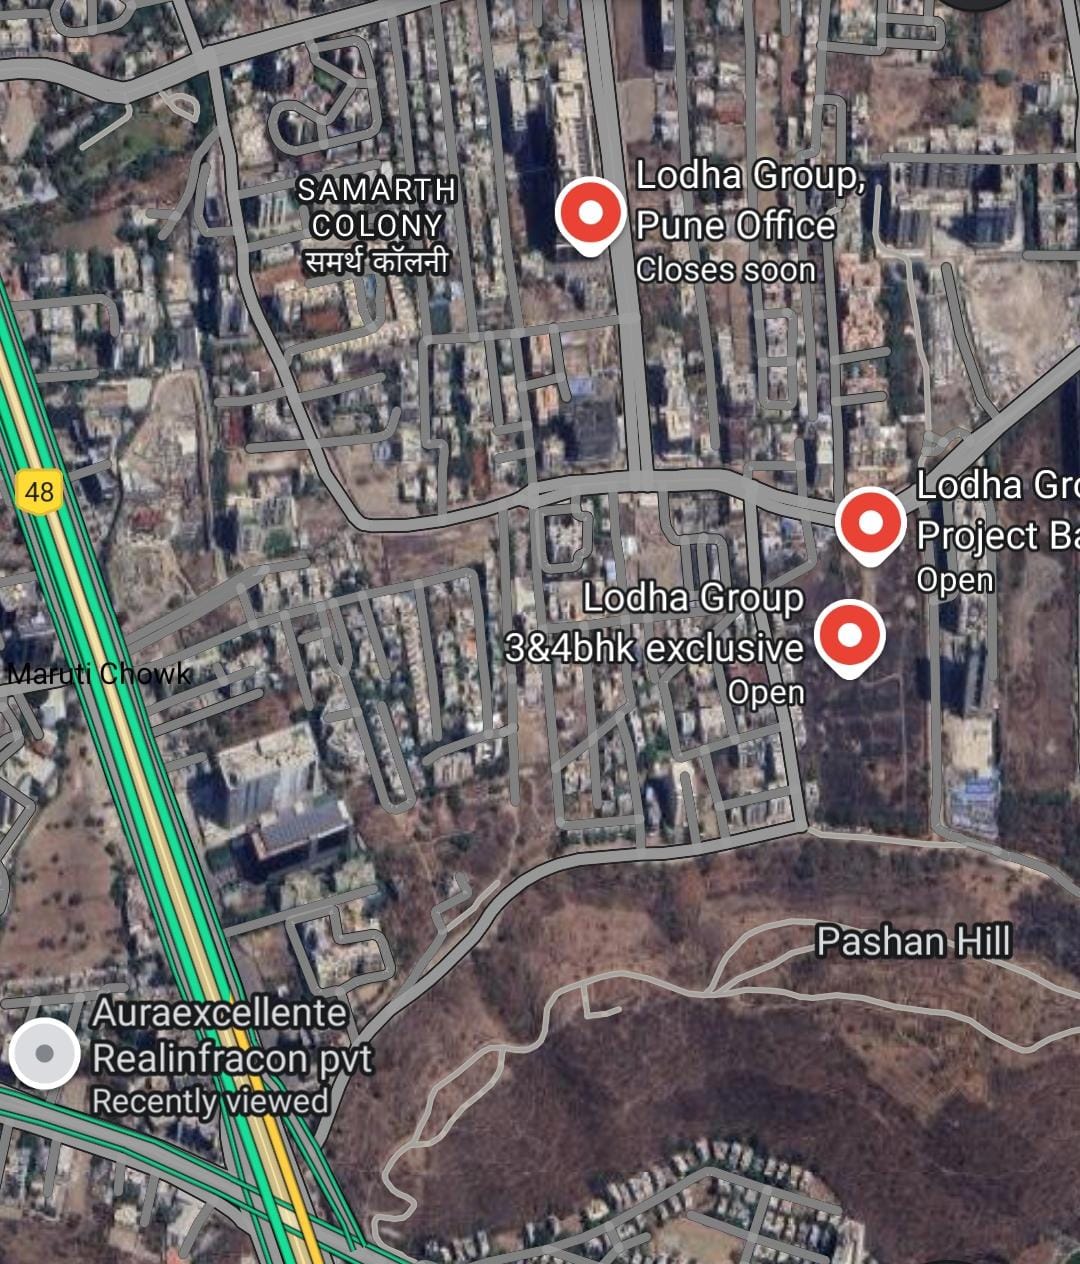 SAMARTH
COLONY
समर्थ कॉलनी
Lodha Group,
Pune Office
Closes soon
48
Lodha Gro
Project Ba
Open
Lodha Group
3&4bhk exclusive
Open
Maruti Chowk
Pashan Hill
Auraexcellente
Realinfracon pvt
Recently viewed